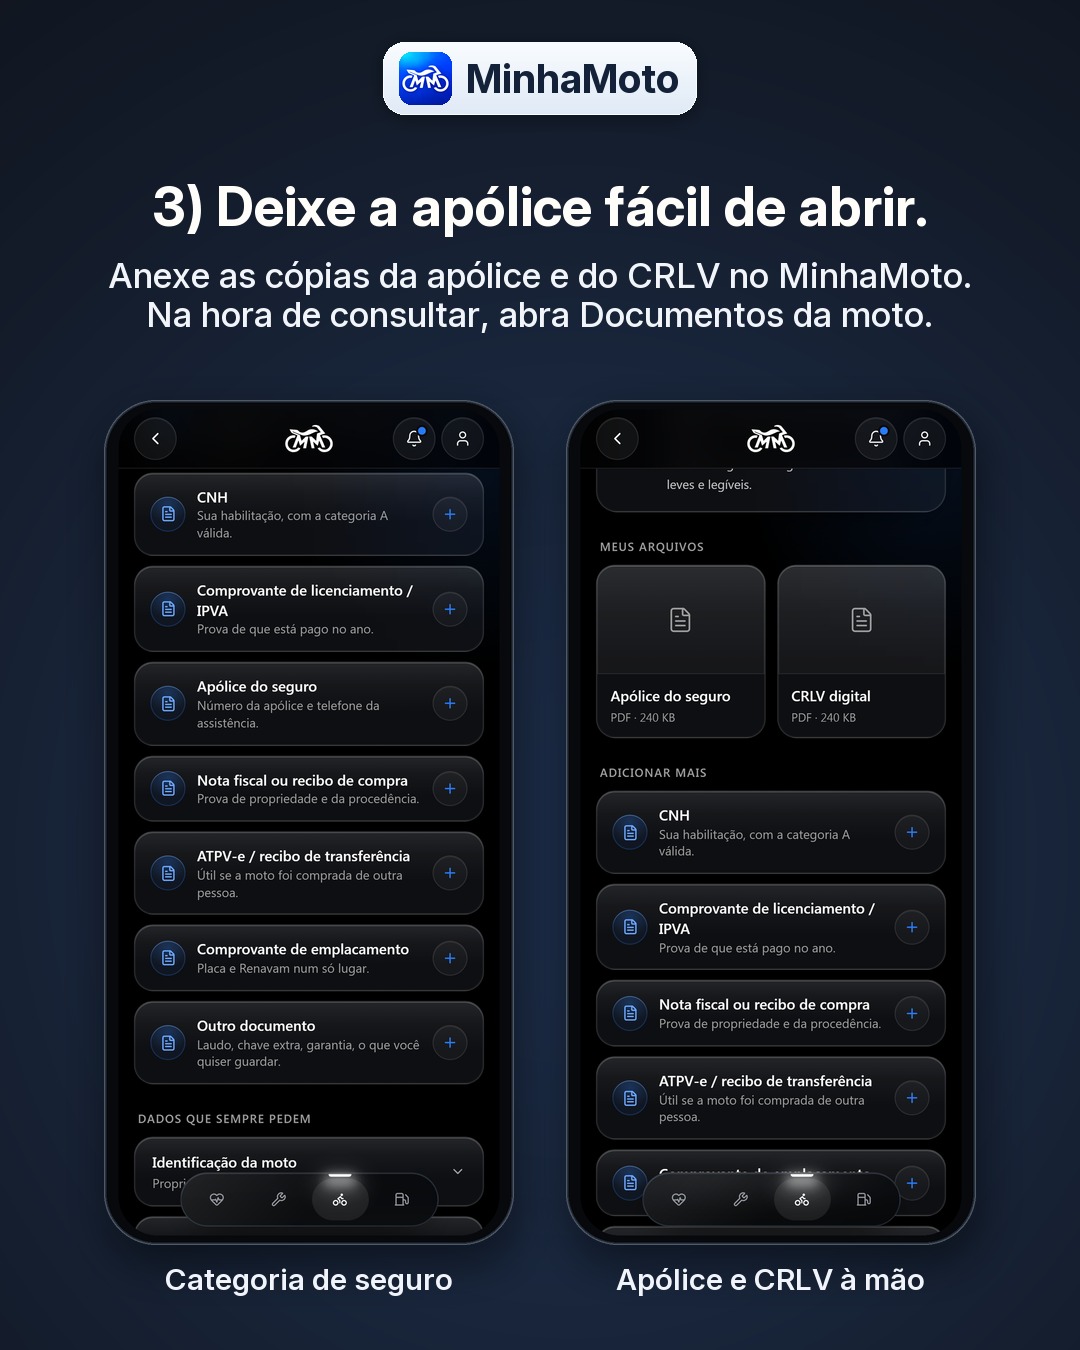 MinhaMoto
3) Deixe a apólice fácil de abrir.
Anexe as cópias da apólice e do CRLV no MinhaMoto.
Na hora de consultar, abra Documentos da moto.
MM
CNH
Sua habilitação, com a categoria A
válida.
Comprovante de licenciamento /
IPVA
Prova de que está pago no ano.
Apólice do seguro
Número da apólice e telefone da
assistência.
Nota fiscal ou recibo de compra
Prova de propriedade e da procedência.
ATPV-e / recibo de transferência
Útil se a moto foi comprada de outra
pessoa.
Comprovante de emplacamento
Placa e Renavam num só lugar.
Outro documento
Laudo, chave extra, garantia, o que você
quiser guardar.
DADOS QUE SEMPRE PEDEM
Identificação da moto
Categoria de seguro
MM
leves e legíveis.
MEUS ARQUIVOS
Apólice do seguro
PDF · 240 KB
CRLV digital
PDF · 240 KB
ADICIONAR MAIS
CNH
Sua habilitação, com a categoria A
válida.
Comprovante de licenciamento /
IPVA
Prova de que está pago no ano.
Nota fiscal ou recibo de compra
Prova de propriedade e da procedência.
ATPV-e / recibo de transferência
Útil se a moto foi comprada de outra
pessoa.
Apólice e CRLV à mão